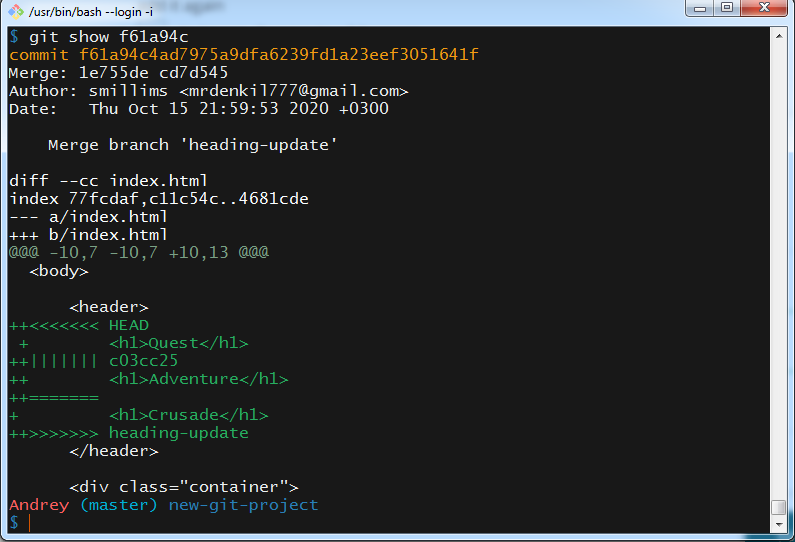 /usr/bin/bash --login -i
$ git show f61a94c
commit f61a94c4ad7975a9dfa6239fd1a23eef3051641f
Merge: 1e755de cd7d545
Author: smillims <mrdenkil777@gmail.com>
Date:   Thu Oct 15 21:59:53 2020 +0300

    Merge branch 'heading-update'

diff --cc index.html
index 77fcdaf,c11c54c..4681cde
--- a/index.html
+++ b/index.html
@@@ -10,7 -10,7 +10,13 @@@
  <body>

      <header>
++<<<<<<< HEAD
 +        <h1>Quest</h1>
++||||||| c03cc25
++        <h1>Adventure</h1>
++=======
+         <h1>Crusade</h1>
++>>>>>>> heading-update
      </header>

      <div class="container">
Andrey (master) new-git-project
$